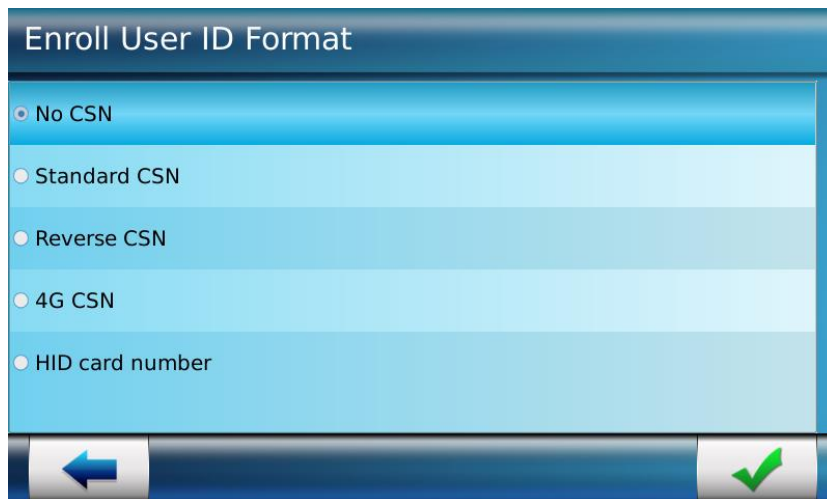 Enroll User ID Format
No CSN
Standard CSN
Reverse CSN
4G CSN
HID card number